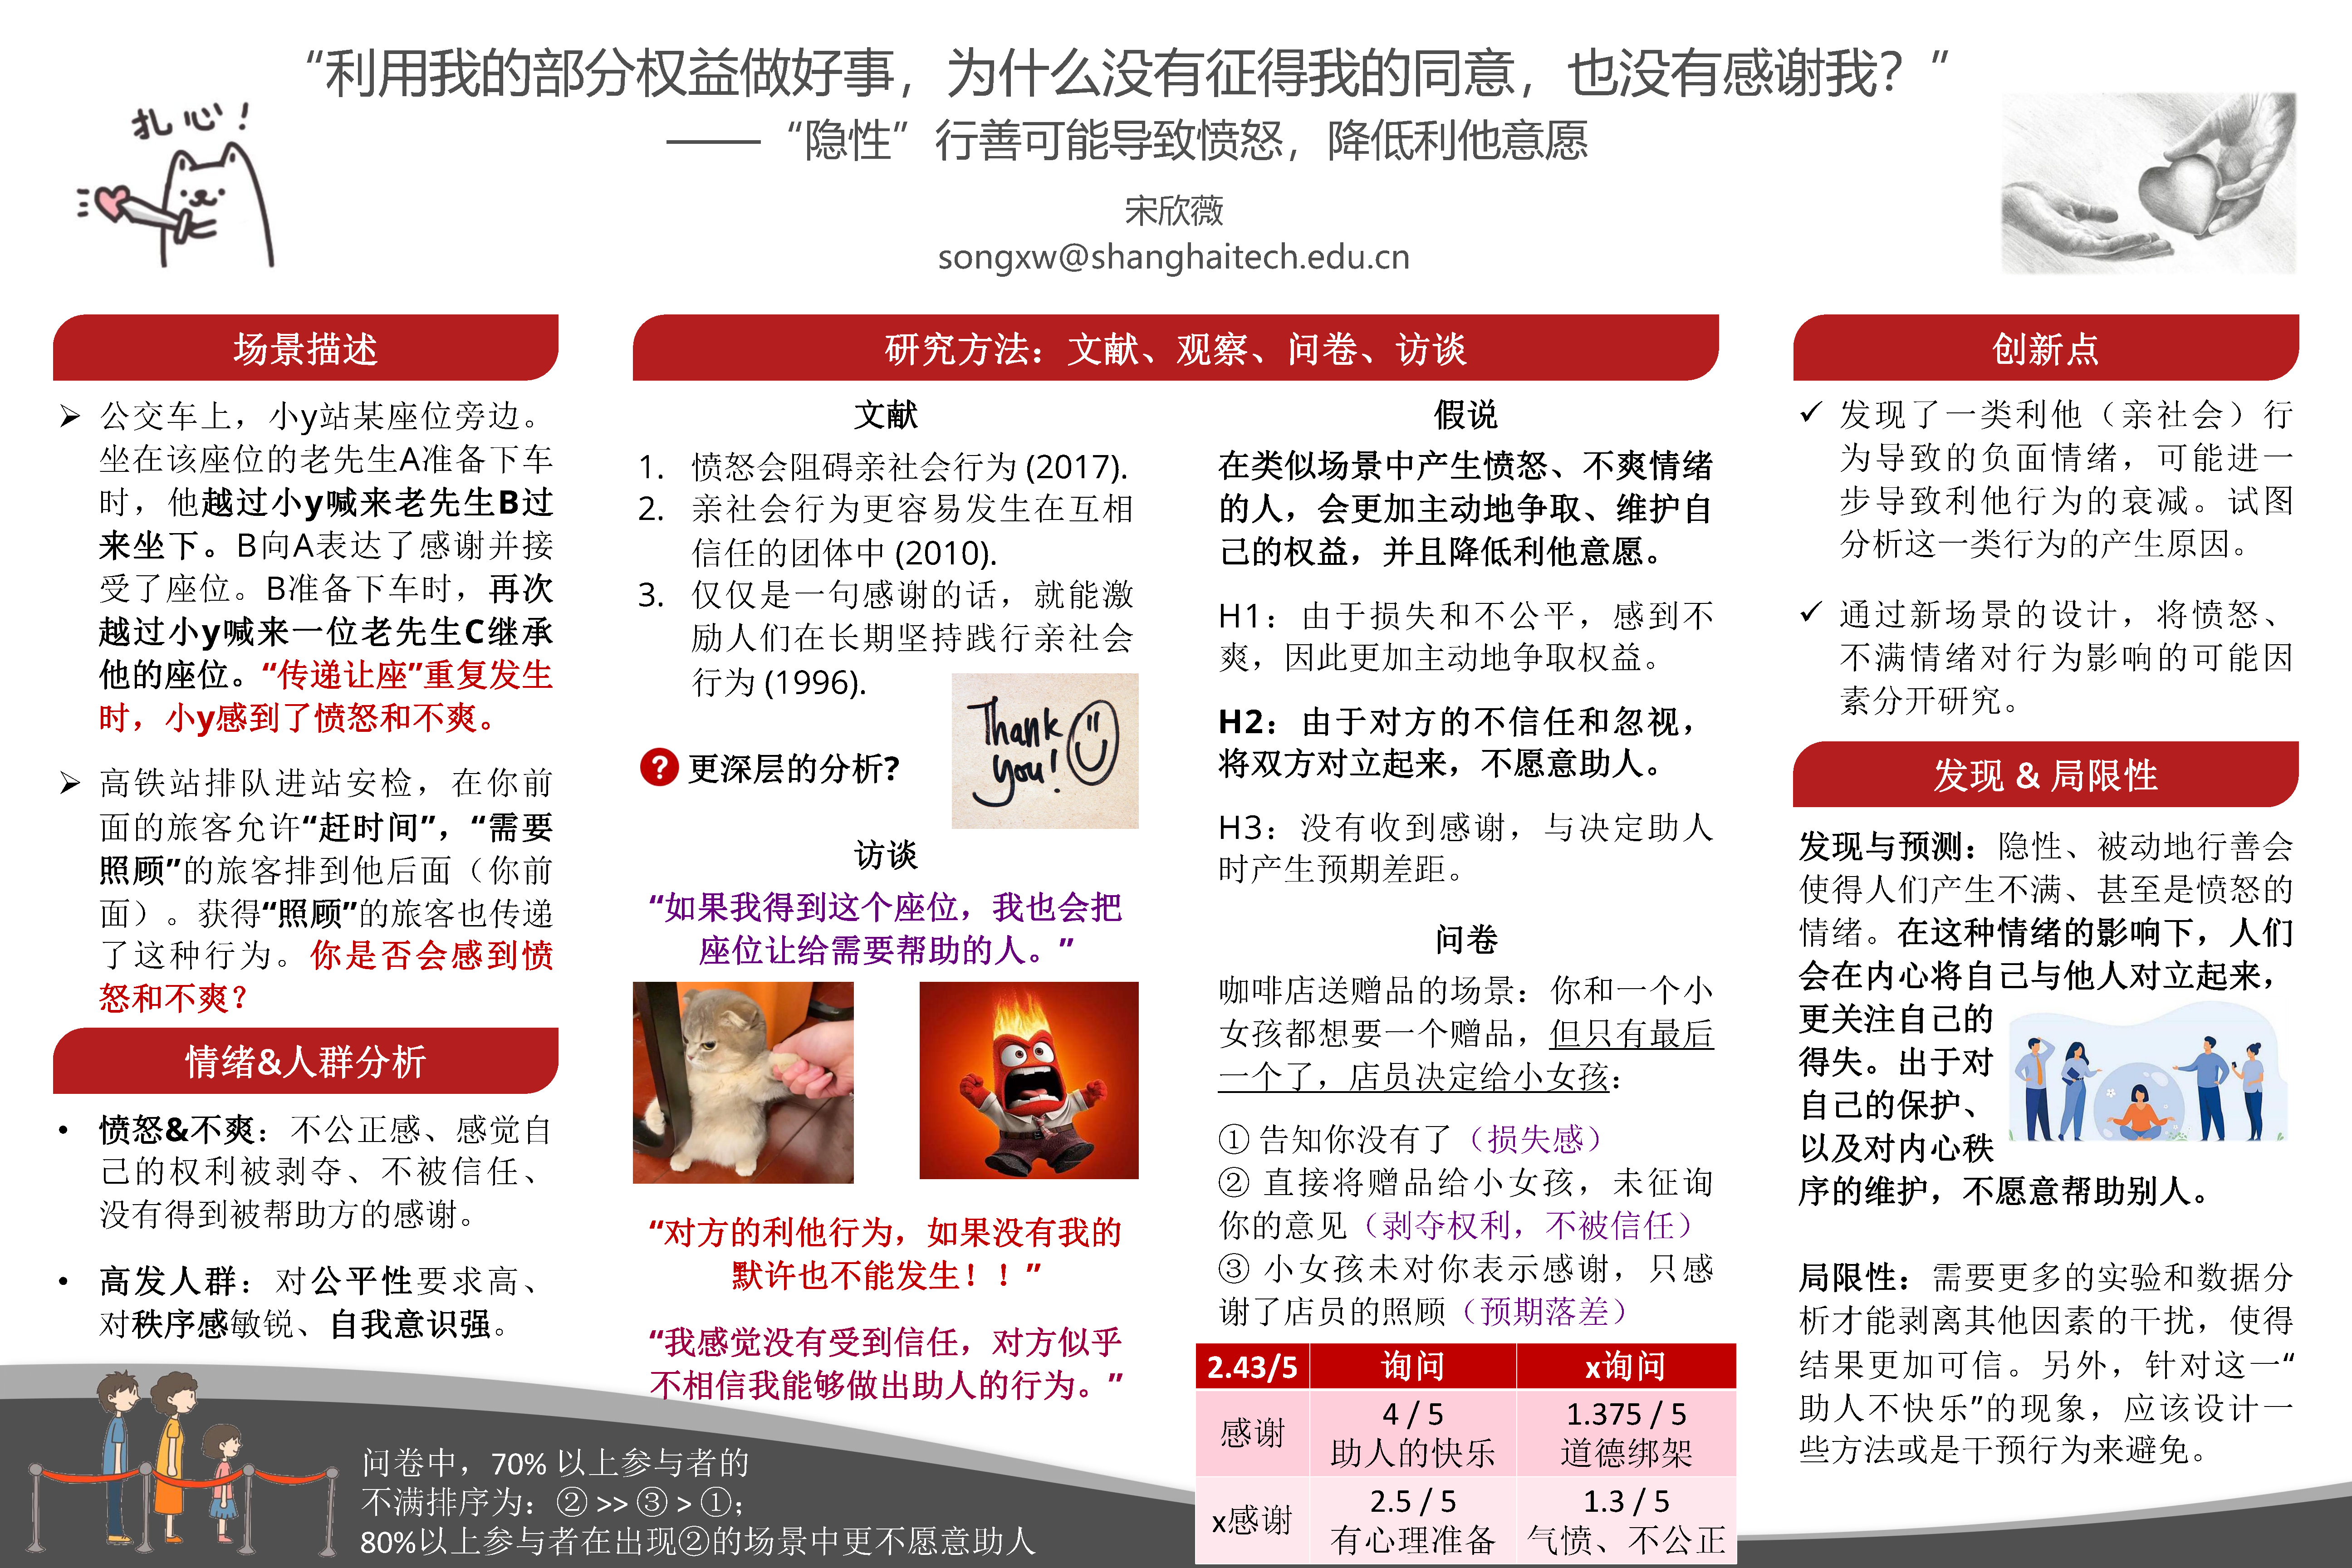 “利用我的部分权益做好事，为什么没有征得我的同意，也没有感谢我？”
——“隐性”行善可能导致愤怒，降低利他意愿
扎心！
宋欣薇
songxw@shanghaitech.edu.cn
场景描述
公交车上，小y站某座位旁边。
坐在该座位的老先生A准备下车
时，他越过小y喊来老先生B过
来坐下。B向A表达了感谢并接
受了座位。B准备下车时，再次
越过小y喊来一位老先生C继承
他的座位。“传递让座”重复发生
时，小y感到了愤怒和不爽。
高铁站排队进站安检，在你前
面的旅客允许“赶时间”，“需要
照顾”的旅客排到他后面（你前
面）。获得“照顾”的旅客也传递
了这种行为。你是否会感到愤
怒和不爽？
情绪&人群分析
• 愤怒&不爽：不公正感、感觉自
己的权利被剥夺、不被信任、
没有得到被帮助方的感谢。
• 高发人群：对公平性要求高、
对秩序感敏锐、自我意识强。
问卷中，70% 以上参与者的
不满排序为：② >> ③ > ①；
80%以上参与者在出现②的场景中更不愿意助人
研究方法：文献、观察、问卷、访谈
文献
1. 愤怒会阻碍亲社会行为 (2017).
2. 亲社会行为更容易发生在互相
信任的团体中 (2010).
3. 仅仅是一句感谢的话，就能激
励人们在长期坚持践行亲社会
行为 (1996).
Thank
you!
? 更深层的分析?
访谈
“如果我得到这个座位，我也会把
座位让给需要帮助的人。”
“对方的利他行为，如果没有我的
默许也不能发生！！”
“我感觉没有受到信任，对方似乎
不相信我能够做出助人的行为。”
假说
在类似场景中产生愤怒、不爽情绪
的人，会更加主动地争取、维护自
己的权益，并且降低利他意愿。
H1：由于损失和不公平，感到不
爽，因此更加主动地争取权益。
H2：由于对方的不信任和忽视，
将双方对立起来，不愿意助人。
H3：没有收到感谢，与决定助人
时产生预期差距。
问卷
咖啡店送赠品的场景：你和一个小
女孩都想要一个赠品，但只有最后
一个了，店员决定给小女孩：
① 告知你没有了（损失感）
② 直接将赠品给小女孩，未征询
你的意见（剥夺权利，不被信任）
③ 小女孩未对你表示感谢，只感
谢了店员的照顾（预期落差）
2.43/5 询问 x询问
感谢 4 / 5 1.375 / 5
助人的快乐 道德绑架
x感谢 2.5 / 5 1.3 / 5
有心理准备 气愤、不公正
创新点
发现了一类利他（亲社会）行
为导致的负面情绪，可能进一
步导致利他行为的衰减。试图
分析这一类行为的产生原因。
通过新场景的设计，将愤怒、
不满情绪对行为影响的可能因
素分开研究。
发现 & 局限性
发现与预测：隐性、被动地行善会
使得人们产生不满、甚至是愤怒的
情绪。在这种情绪的影响下，人们
会在内心将自己与他人对立起来，
更关注自己的
得失。出于对
自己的保护、
以及对内心秩
序的维护，不愿意帮助别人。
局限性：需要更多的实验和数据分
析才能剥离其他因素的干扰，使得
结果更加可信。另外，针对这一“
助人不快乐”的现象，应该设计一
些方法或是干预行为来避免。